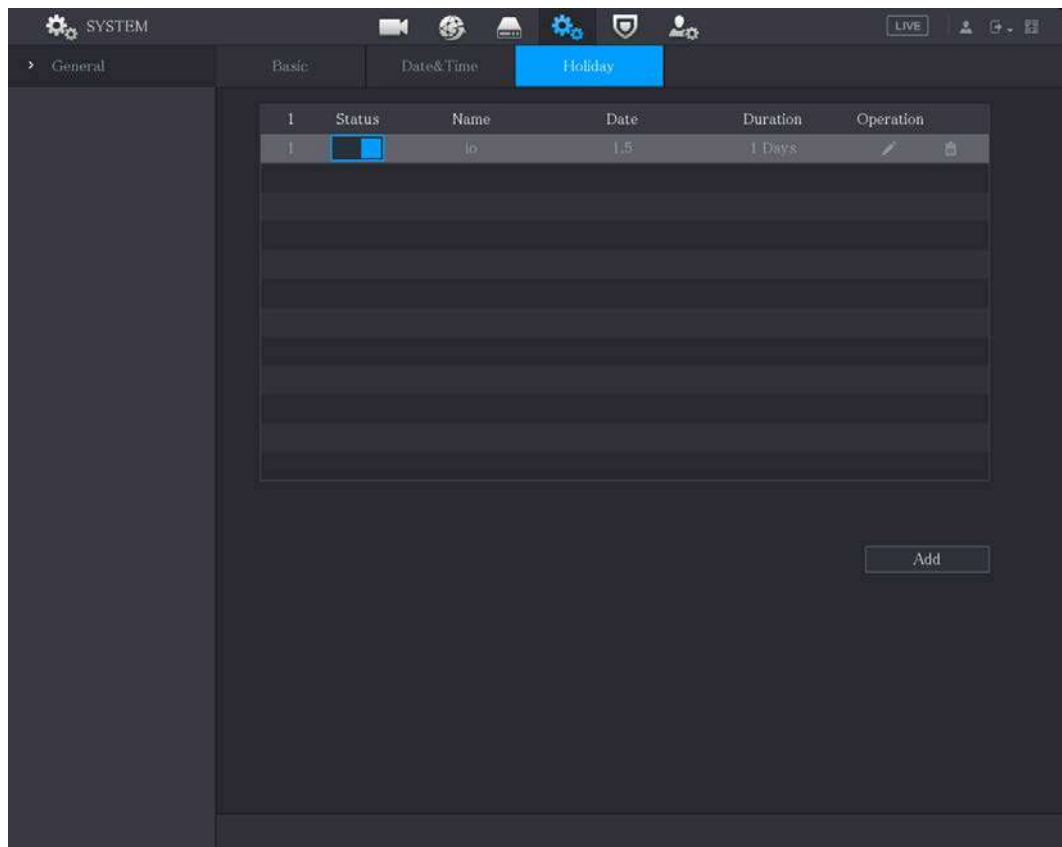 SYSTEM LIVE
General Basic Date&Time Holiday
1 Status Name Date Duration Operation
1 io 1.5 1 Days
Add